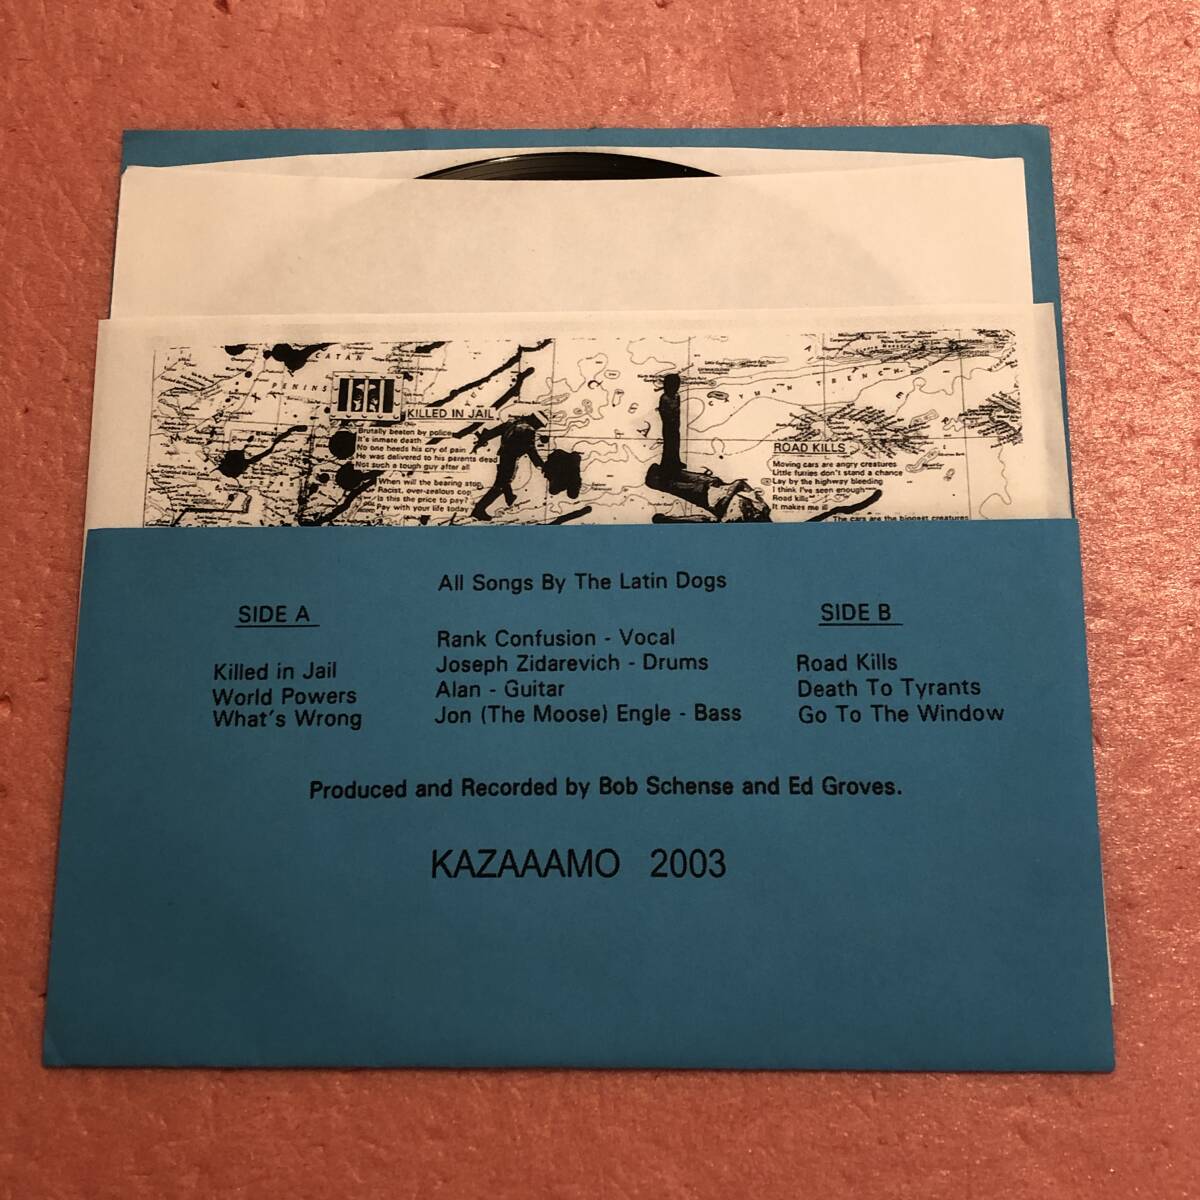 CATAN
PENINS
CAYMAN TRENCH
KILLED IN JAIL
Brutally beaten by police
It's inmate death
No one heeds his cry of pain
He was delivered to his parents dead
Not such a tough guy after all
When will the bearing stop
Racist, over-zealous cop
is this the price to pay?
Pay with your life today
ROAD KILLS
Moving cars are angry creatures
Little furries don't stand a chance
Lay by the highway bleeding
I think I've seen enough
Road kills
It makes me ill
The cars are the biggest creatures
All Songs By The Latin Dogs
SIDE A
Killed in Jail
World Powers
What's Wrong
Rank Confusion - Vocal
Joseph Zidarevich - Drums
Alan - Guitar
Jon (The Moose) Engle - Bass
SIDE B
Road Kills
Death To Tyrants
Go To The Window
Produced and Recorded by Bob Schense and Ed Groves.
KAZAAAMO 2003